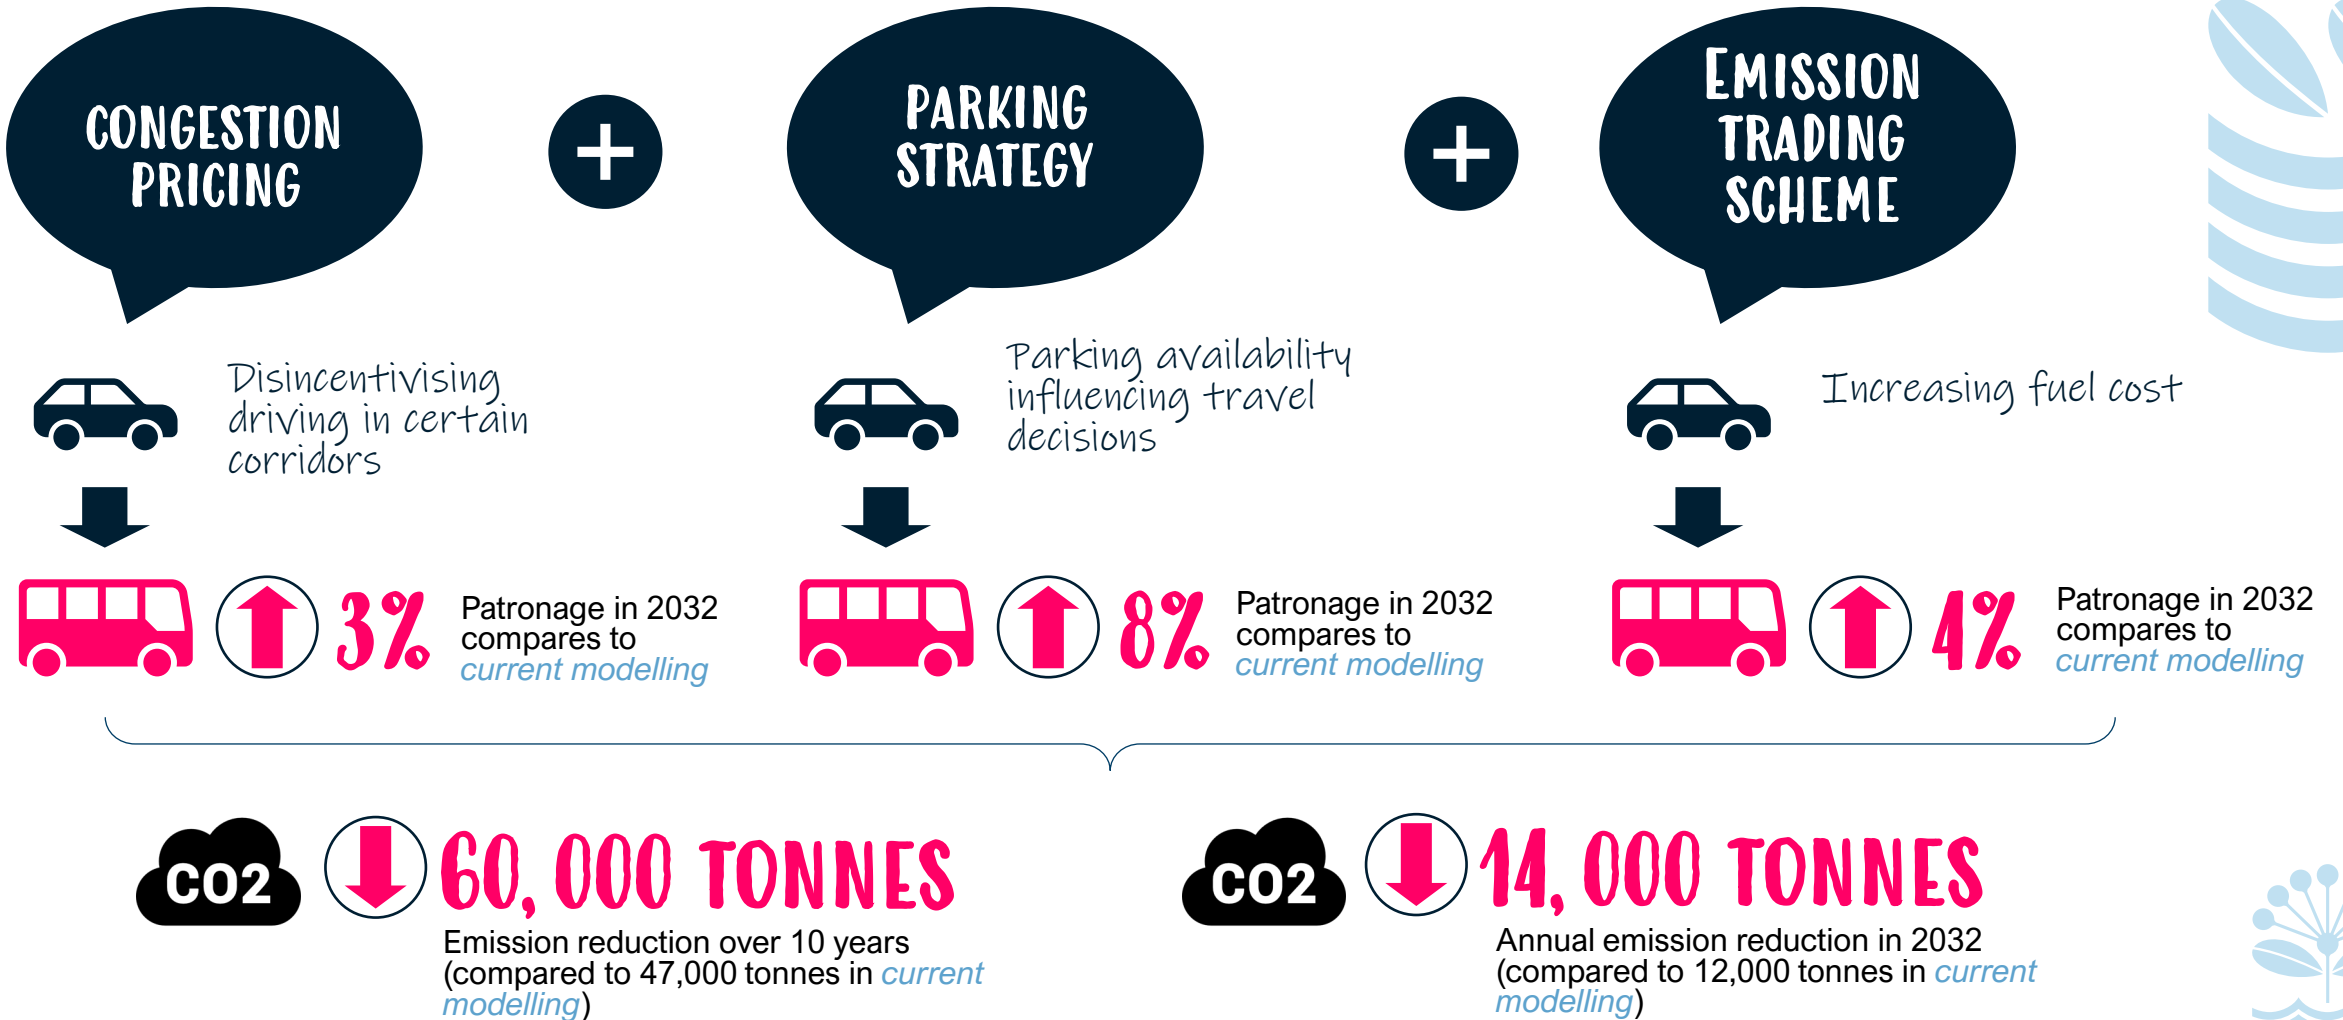 CONGESTION
PRICING
+
PARKING
STRATEGY
+
EMISSION
TRADING
SCHEME
Disincentivising
driving in certain
corridors
Parking availability
influencing travel
decisions
Increasing fuel cost
3%
Patronage in 2032
compares to
current modelling
8%
Patronage in 2032
compares to
current modelling
4%
Patronage in 2032
compares to
current modelling
CO2
60, 000 TONNES
Emission reduction over 10 years
(compared to 47,000 tonnes in current
modelling)
CO2
14, 000 TONNES
Annual emission reduction in 2032
(compared to 12,000 tonnes in current
modelling)